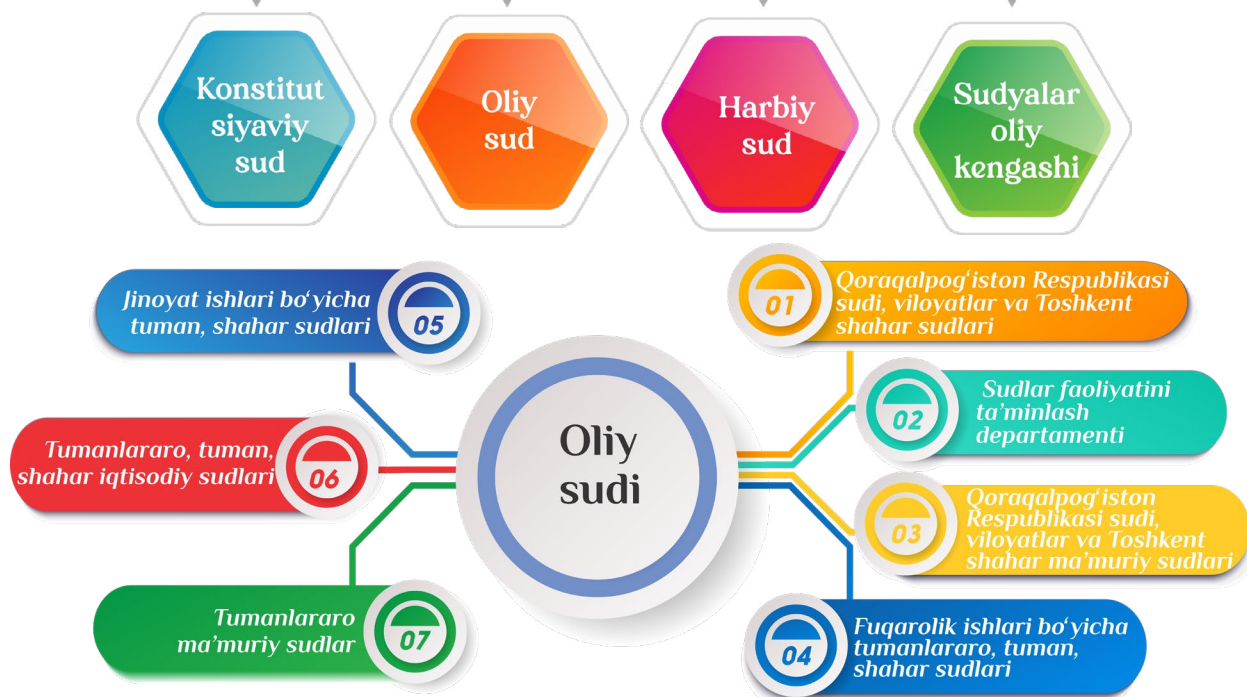 Konstitut
siyaviy
sud
Oliy
sud
Harbiy
sud
Sudyalar
oliy
kengashi
01
Qoraqalpog‘iston Respublikasi
sudi, viloyatlar va Toshkent
shahar sudlari
02
Sudlar faoliyatini
ta’minlash
departamenti
03
Qoraqalpog‘iston
Respublikasi sudi,
viloyatlar va Toshkent
shahar ma’muriy sudlari
04
Fuqarolik ishlari bo‘yicha
tumanlararo, tuman,
shahar sudlari
Jinoyat ishlari bo‘yicha
tuman, shahar sudlari
05
Tumanlararo, tuman,
shahar iqtisodiy sudlari
06
Tumanlararo
ma’muriy sudlar
07
Oliy
sudi